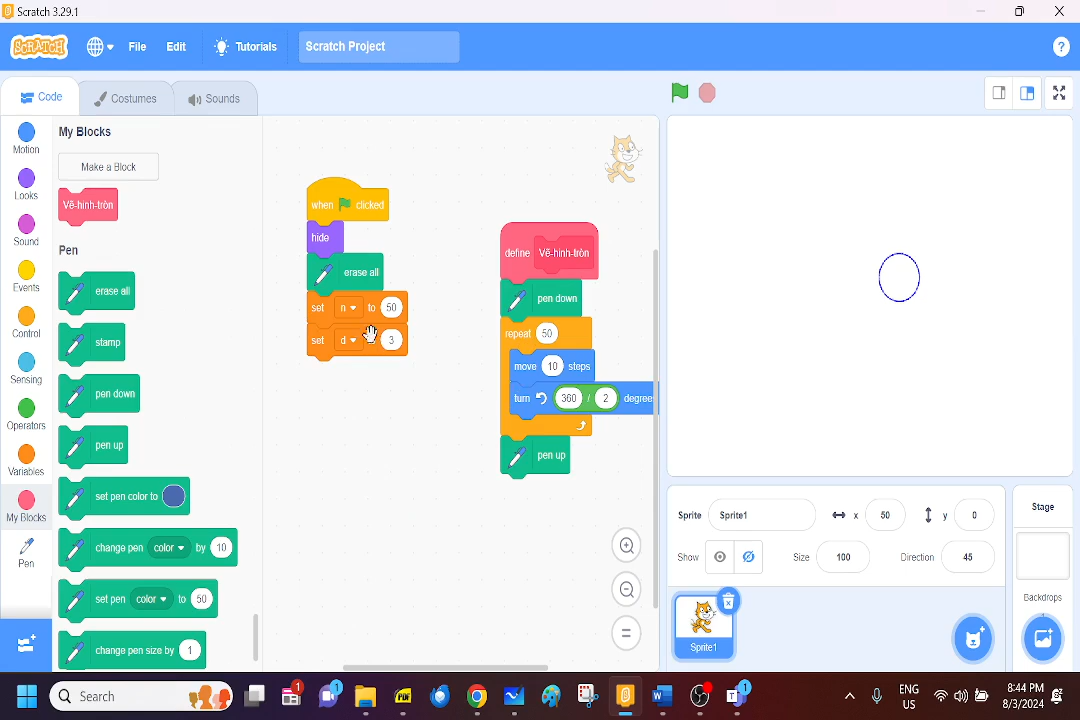 Scratch 3.29.1
SCRATCH File Edit Tutorials Scratch Project ?
Code Costumes Sounds
Motion
Looks
Sound
Events
Control
Sensing
Operators
Variables
My Blocks
Pen
My Blocks
Make a Block
Vẽ-hình-tròn
Pen
erase all
stamp
pen down
pen up
set pen color to
change pen color by 10
set pen color to 50
change pen size by 1
when clicked
hide
erase all
set n to 50
set d 3
define Vẽ-hình-tròn
pen down
repeat 50
move 10 steps
turn 360 / 2 degree
pen up
Sprite Sprite1 x 50 y 0
Show Size 100 Direction 45
Sprite1
Stage
Backdrops
Search
1
1
PDF
1
ENG
US
8:44 PM
8/3/2024